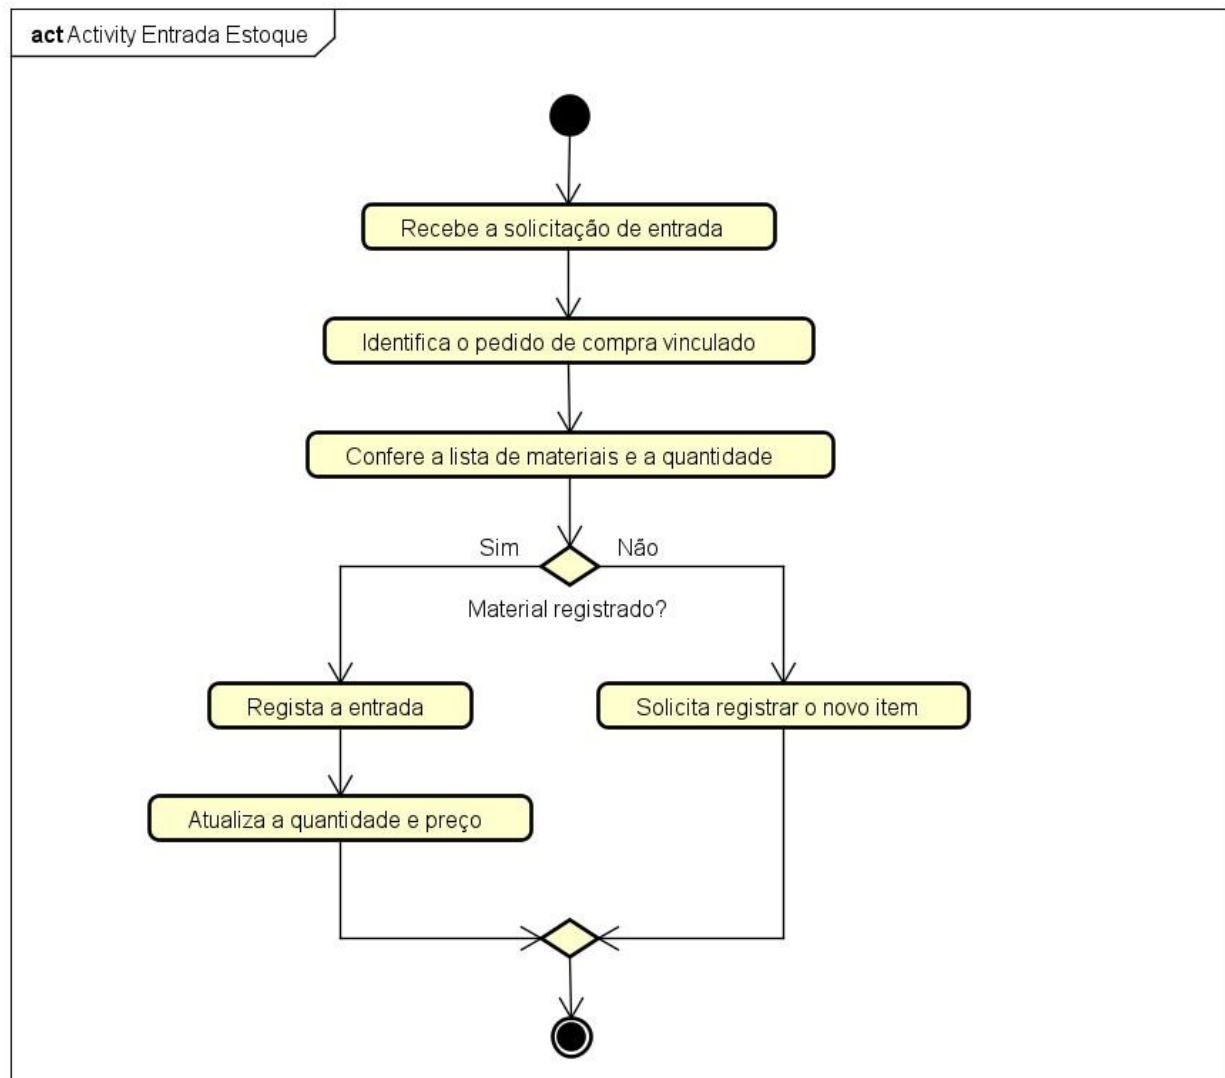 act Activity Entrada Estoque
Recebe a solicitação de entrada
Identifica o pedido de compra vinculado
Confere a lista de materiais e a quantidade
Sim
Não
Material registrado?
Regista a entrada
Solicita registrar o novo item
Atualiza a quantidade e preço